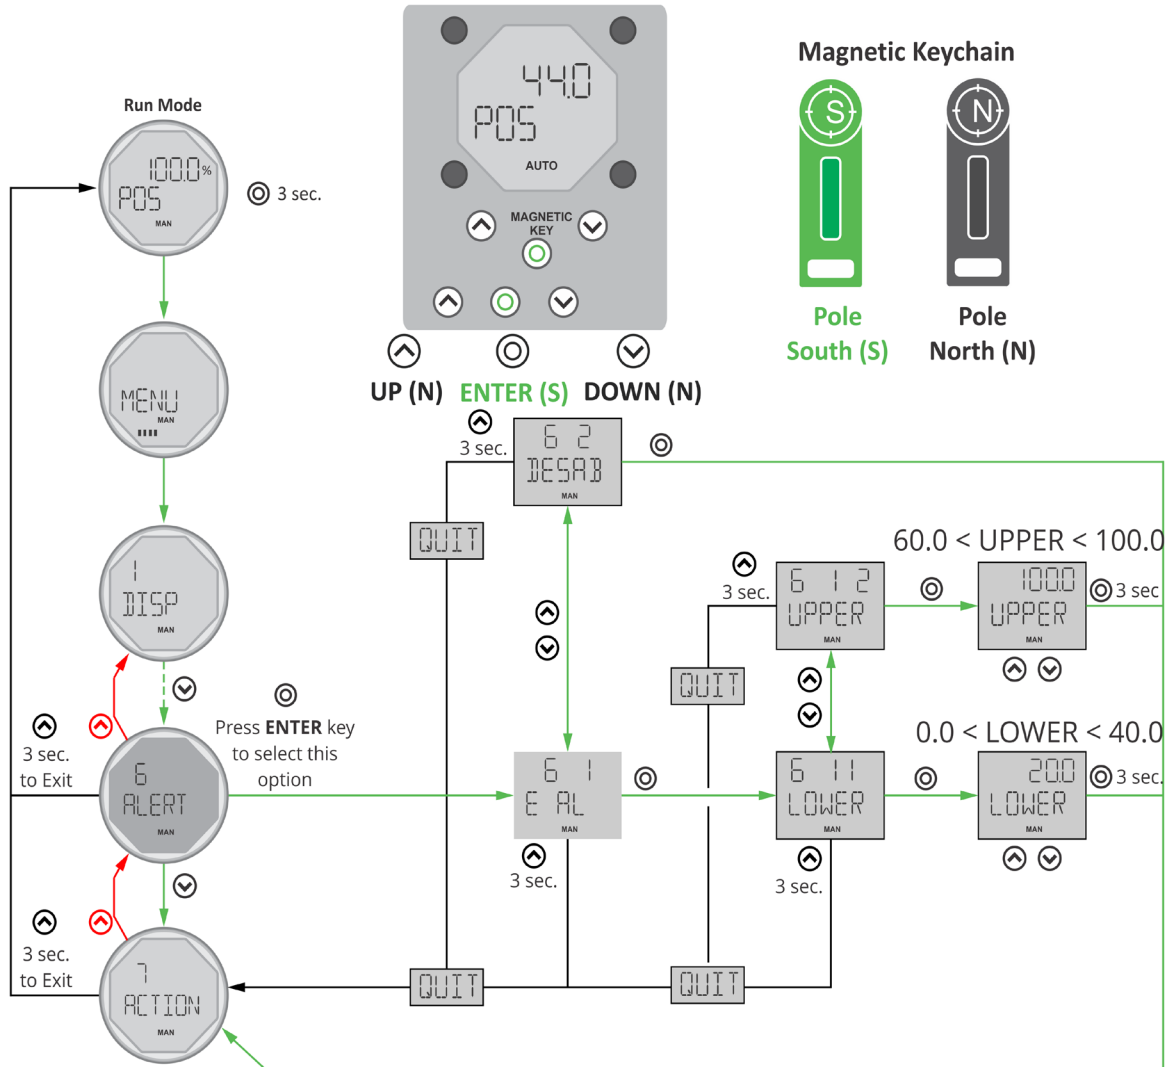 44.0
POS
AUTO
MAGNETIC
KEY
UP (N)
ENTER (S)
DOWN (N)
Magnetic Keychain
S
N
Pole
South (S)
Pole
North (N)
Run Mode
100.0%
POS
MAN
3 sec.
MENU
MAN
1
DISP
MAN
3 sec.
to Exit
6
ALERT
MAN
Press ENTER key
to select this
option
3 sec.
to Exit
7
ACTION
MAN
3 sec.
6 2
DESAB
MAN
QUIT
6 1
E AL
MAN
3 sec.
QUIT
3 sec.
6 1 2
UPPER
MAN
QUIT
60.0 < UPPER < 100.0
100.0
UPPER
MAN
3 sec
6 11
LOWER
MAN
3 sec.
QUIT
0.0 < LOWER < 40.0
20.0
LOWER
MAN
3 sec.